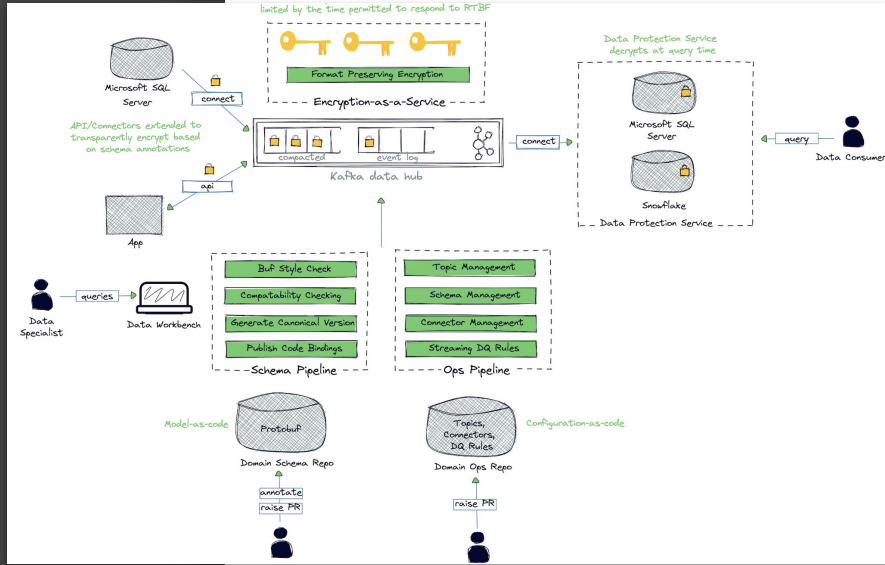 limited by the time permitted to respond to RTBF
Format Preserving Encryption
Encryption-as-a-Service
Microsoft SQL
Server
connect
API/Connectors extended to
transparently encrypt based
on schema annotations
compacted
event log
Kafka data hub
api
App
connect
Data Protection Service
decrypts at query time
Microsoft SQL
Server
Snowflake
Data Protection Service
query
Data Consumer
Data
Specialist
queries
Data Workbench
Buf Style Check
Compatability Checking
Generate Canonical Version
Publish Code Bindings
Schema Pipeline
Topic Management
Schema Management
Connector Management
Streaming DQ Rules
Ops Pipeline
Model-as-code
Protobuf
Domain Schema Repo
annotate
raise PR
Topics,
Connectors,
DQ Rules
Configuration-as-code
Domain Ops Repo
raise PR